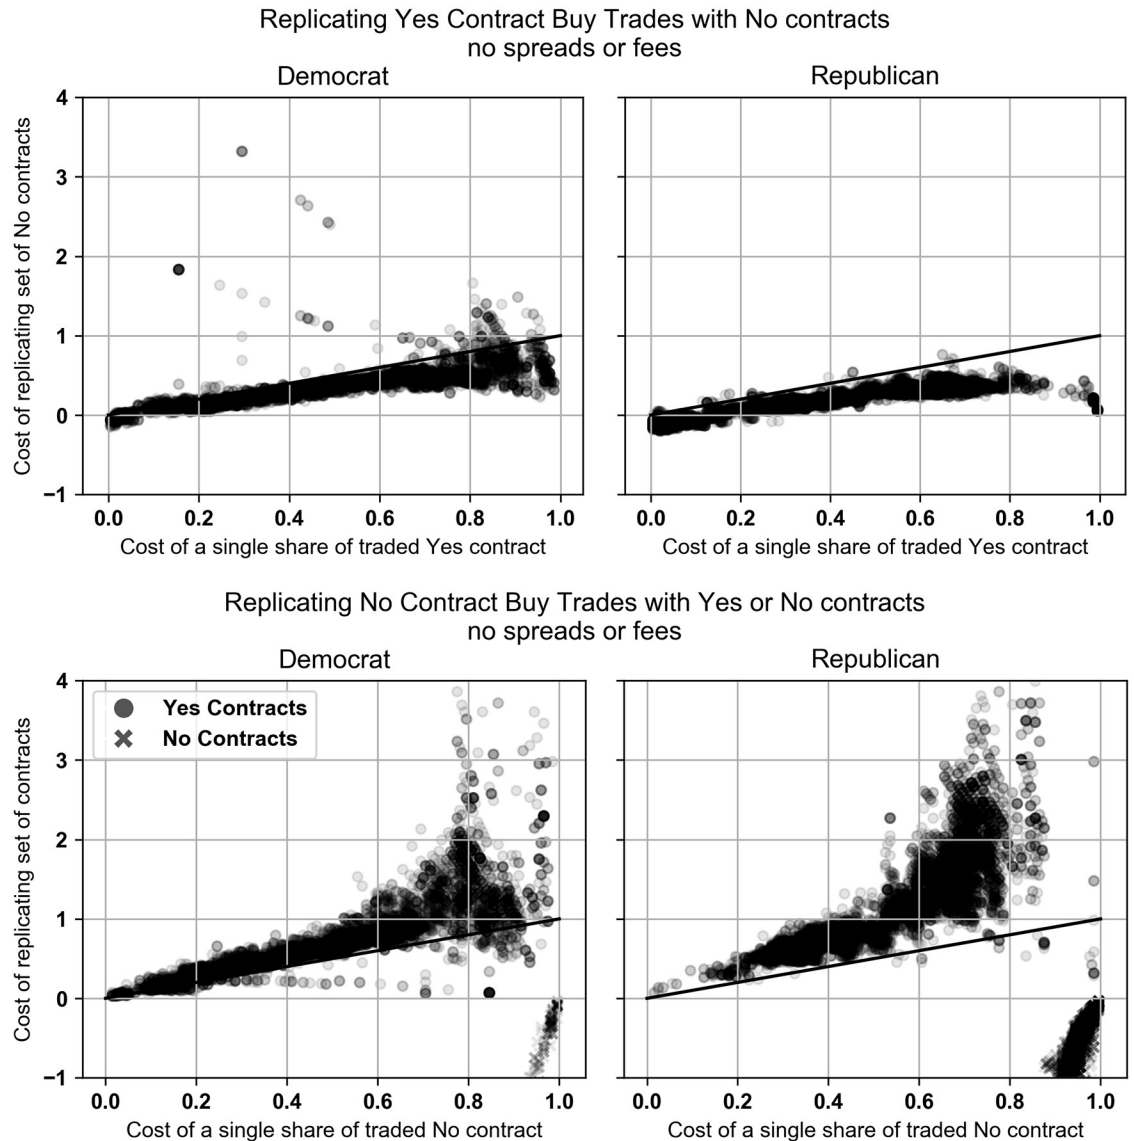 Replicating Yes Contract Buy Trades with No contracts
no spreads or fees
Democrat
Republican
Cost of replicating set of No contracts
4
3
2
1
0
−1
0.0 0.2 0.4 0.6 0.8 1.0
0.0 0.2 0.4 0.6 0.8 1.0
Cost of a single share of traded Yes contract
Cost of a single share of traded Yes contract
Replicating No Contract Buy Trades with Yes or No contracts
no spreads or fees
Democrat
Republican
Cost of replicating set of contracts
4
3
2
1
0
−1
Yes Contracts
No Contracts
0.0 0.2 0.4 0.6 0.8 1.0
0.0 0.2 0.4 0.6 0.8 1.0
Cost of a single share of traded No contract
Cost of a single share of traded No contract